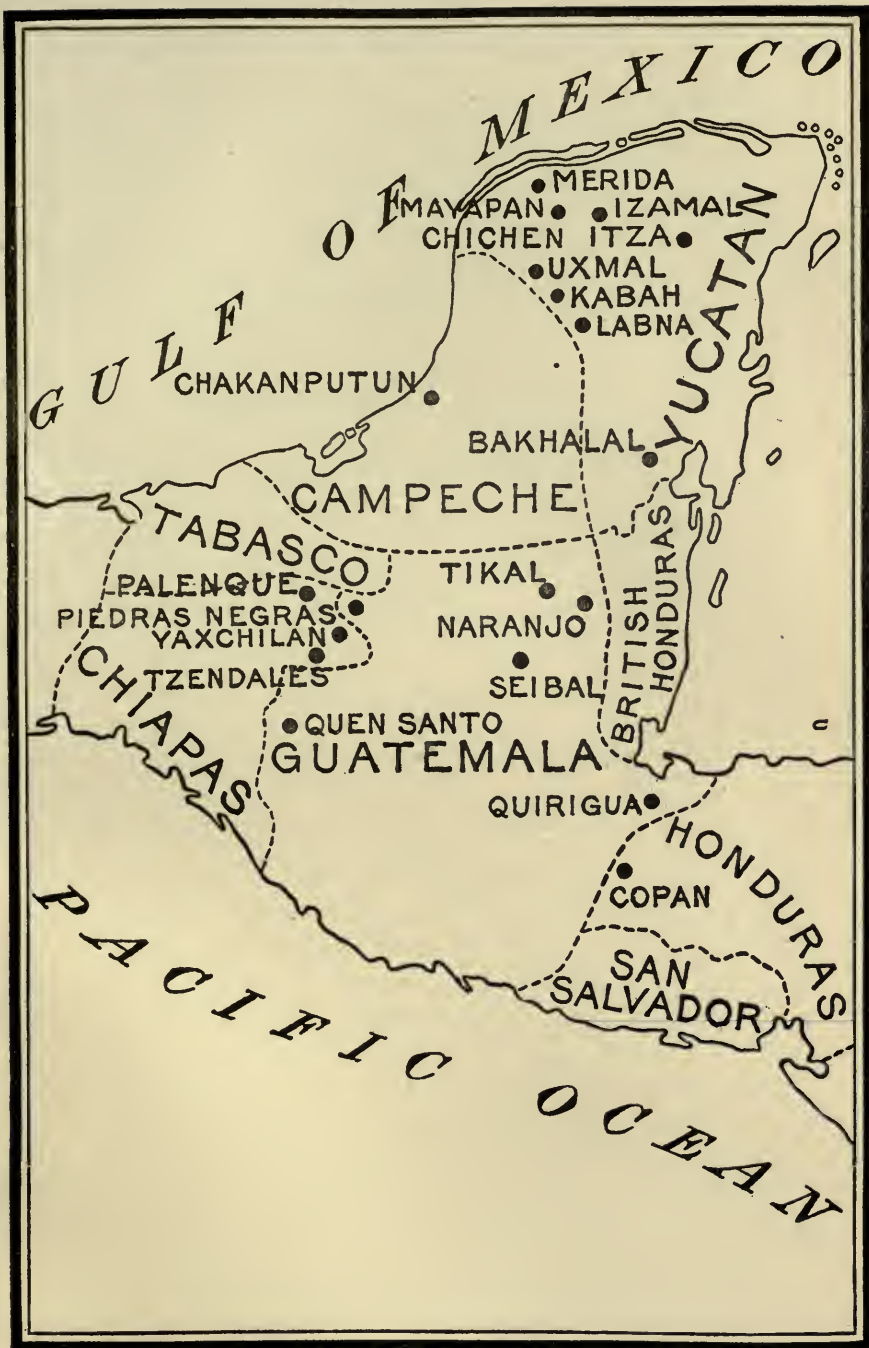 GULF OF MEXICO
MERIDA
MAYAPAN
IZAMAL
CHICHEN ITZA
UXMAL
KABAH
LABNA
YUCATAN
CHAKANPUTUN
BAKHALAL
CAMPECHE
TABASCO
TIKAL
BRITISH
HONDURAS
PALENQUE
PIEDRAS NEGRAS
NARANJO
YAXCHILAN
TZENDALES
SEIBAL
CHIAPAS
QUEN SANTO
GUATEMALA
QUIRIGUA
HONDURAS
COPAN
SAN
SALVADOR
PACIFIC OCEAN